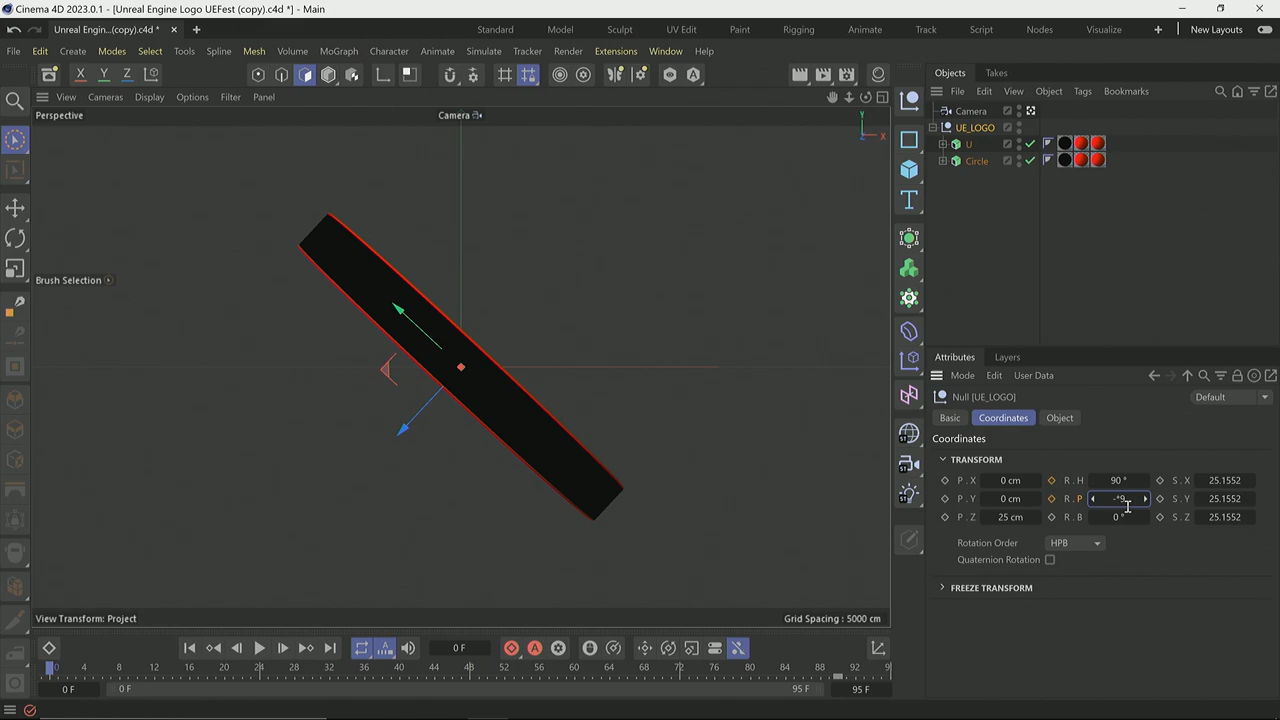 Cinema 4D 2023.0.1 - [Unreal Engine Logo UEFest (copy).c4d *] - Main
Unreal Engin...(copy).c4d *
Standard Model Sculpt UV Edit Paint Rigging Animate Track Script Nodes Visualize New Layouts
File Edit Create Modes Select Tools Spline Mesh Volume MoGraph Character Animate Simulate Tracker Render Extensions Window Help
X Y Z
Objects Takes
View Cameras Display Options Filter Panel
File Edit View Object Tags Bookmarks
Perspective
Camera
Y
X
Camera
UE_LOGO
U
Circle
Brush Selection
Attributes Layers
Mode Edit User Data
Null [UE_LOGO]
Default
Basic Coordinates Object
Coordinates
TRANSFORM
P . X 0 cm R . H 90 ° S . X 25.1552
P . Y 0 cm R . P -*9 S . Y 25.1552
P . Z 25 cm R . B 0 ° S . Z 25.1552
Rotation Order HPB
Quaternion Rotation
FREEZE TRANSFORM
View Transform: Project
Grid Spacing : 5000 cm
0 F
0 4 8 12 16 20 24 28 32 36 40 44 48 52 56 60 64 68 72 76 80 84 88 92 9
0 F 0 F 95 F 95 F